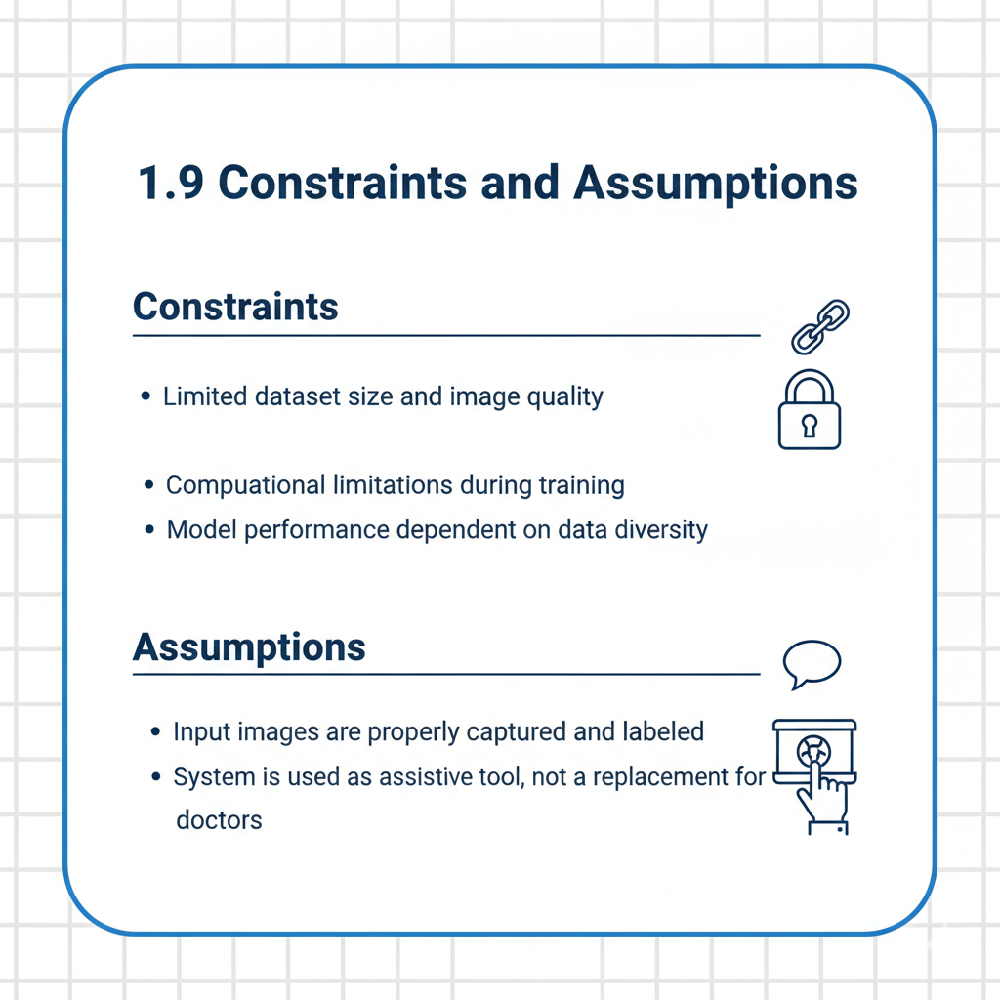 1.9 Constraints and Assumptions
Constraints
• Limited dataset size and image quality
• Compuational limitations during training
• Model performance dependent on data diversity
Assumptions
• Input images are properly captured and labeled
• System is used as assistive tool, not a replacement for
doctors